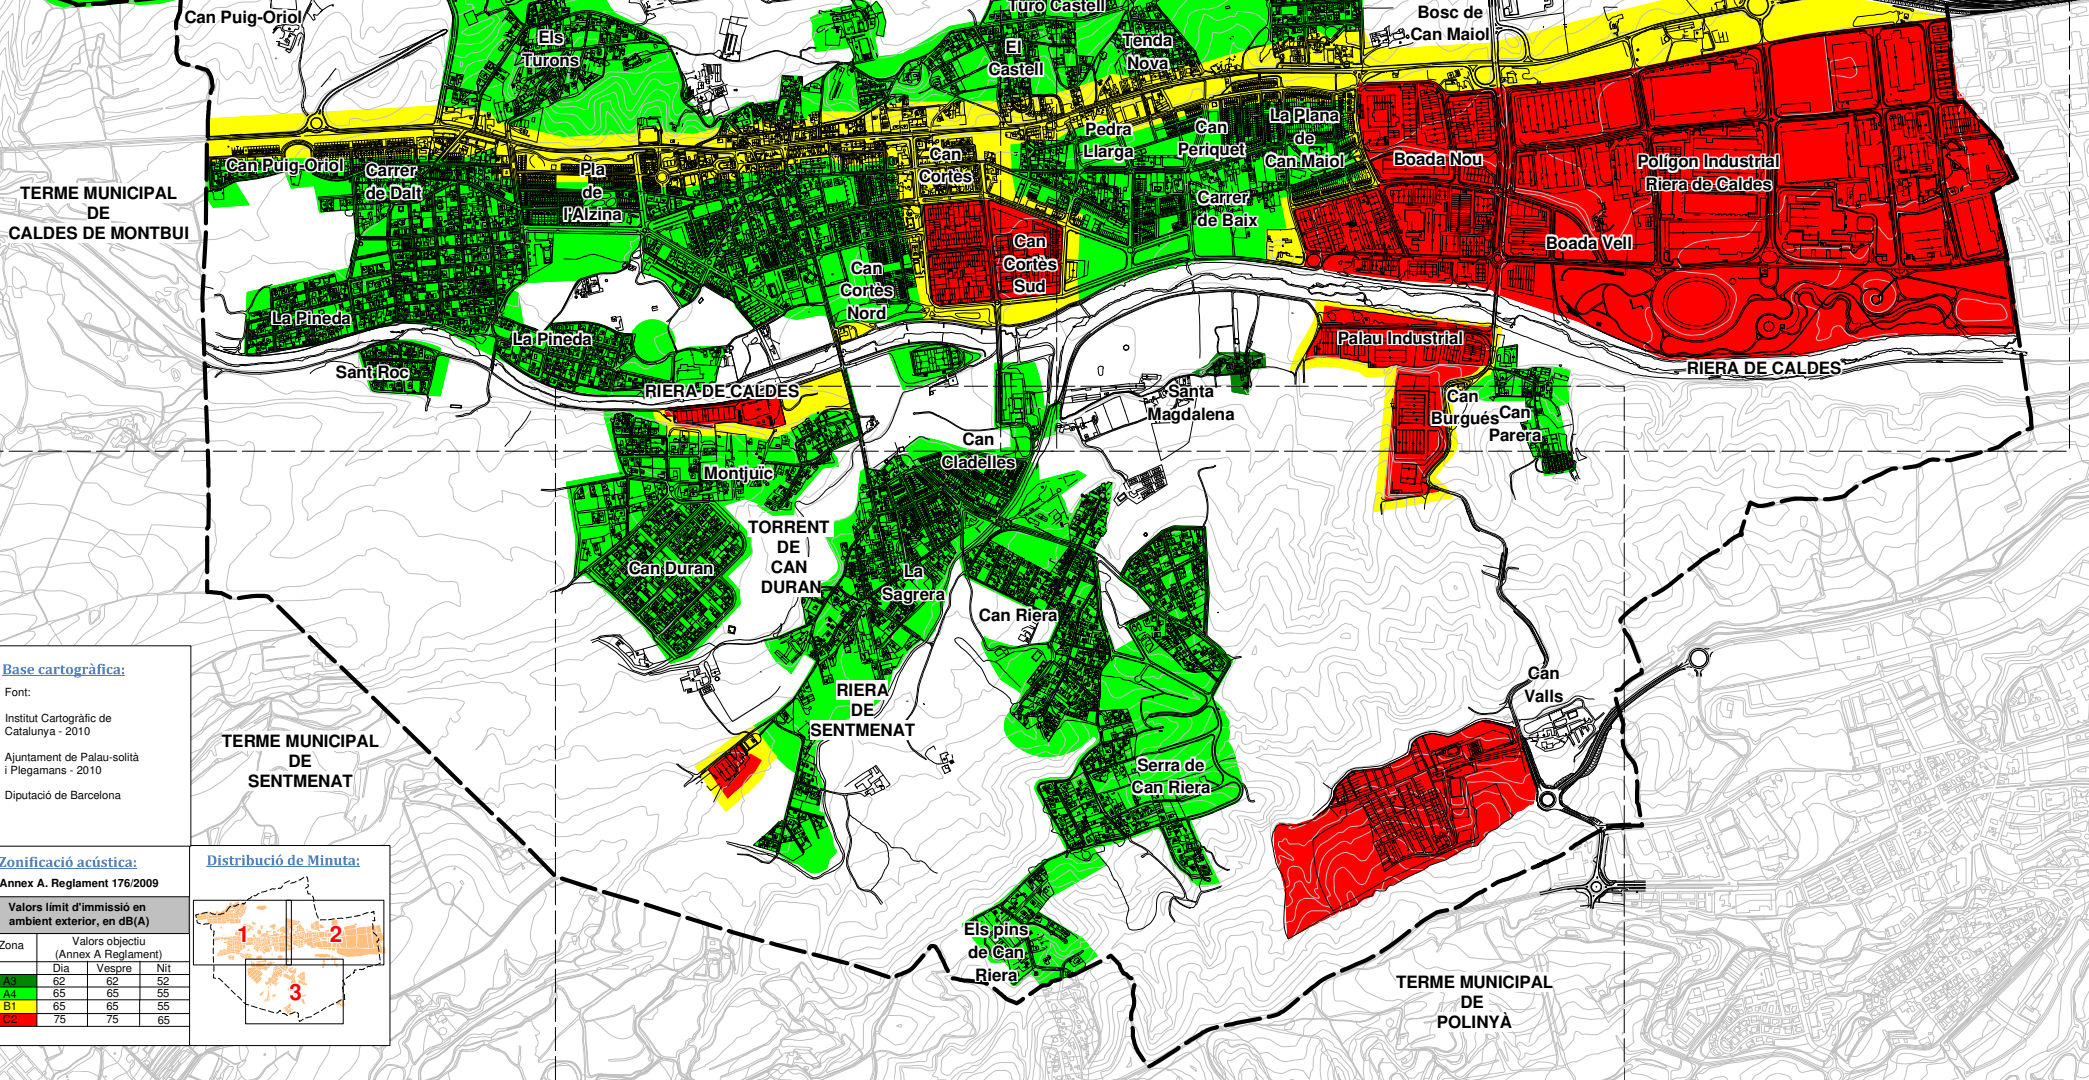 Can Puig-Oriol
Els
Turons
Turó Castell
El
Castell
Tenda
Nova
Bosc de
Can Maiol
Can Puig-Oriol
Carrer
de Dalt
Pla
de
l'Alzina
Can
Cortès
Pedra
Llarga
Can
Periquet
La Plana
de
Can Maiol
Boada Nou
Polígon Industrial
Riera de Caldes
TERME MUNICIPAL
DE
CALDES DE MONTBUI
Carrer
de Baix
Can
Cortès
Sud
Boada Vell
Can
Cortès
Nord
La Pineda
La Pineda
Palau Industrial
Sant Roc
RIERA DE CALDES
RIERA DE CALDES
Santa
Magdalena
Can
Burgués
Can
Parera
Can
Cladelles
Montjuïc
TORRENT
DE
CAN
DURAN
Can Duran
La
Sagrera
Can Riera
RIERA
DE
SENTMENAT
Can
Valls
Serra de
Can Riera
TERME MUNICIPAL
DE
SENTMENAT
Els pins
de Can
Riera
TERME MUNICIPAL
DE
POLINYÀ
Base cartogràfica:
Font:
Institut Cartogràfic de
Catalunya - 2010
Ajuntament de Palau-solità
i Plegamans - 2010
Diputació de Barcelona
Zonificació acústica:
Annex A. Reglament 176/2009
Valors límit d'immissió en
ambient exterior, en dB(A)
Zona Valors objectiu
(Annex A Reglament)
Dia Vespre Nit
A3 62 62 52
A4 65 65 55
B1 65 65 55
C2 75 75 65
Distribució de Minuta:
1
2
3